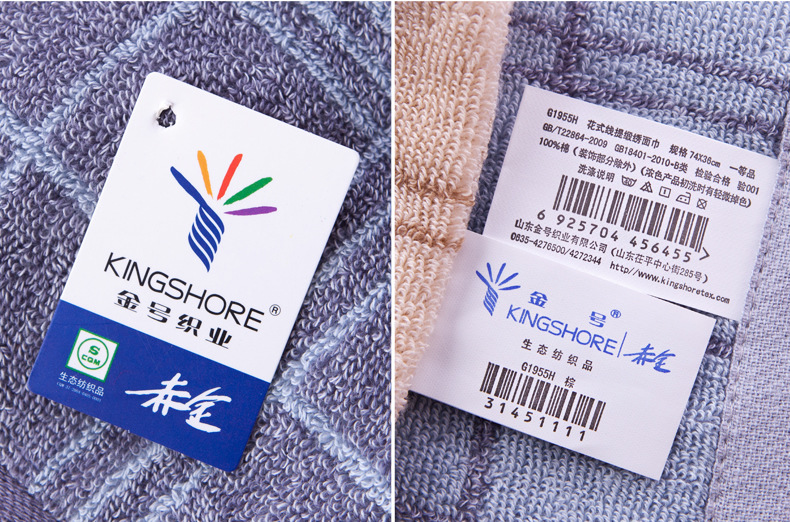 KINGSHORE®
金号织业
S
CQM
生态纺织品
赤金
G1955H 花式线提缎绣面巾 规格 74X36cm 一等品
GB/T22864-2009 GB18401-2010-B类 检验合格 验001
100%棉 (装饰部分除外) (浓色产品初洗时有轻微掉色)
洗涤说明
6 925704 456455 >
山东金号织业有限公司 (山东茌平中心街265号)
0635-4276500/4272344 http//www.kingshoretex.com
金号®
KINGSHORE 赤金
生态纺织品
G1955H 棕
31451111